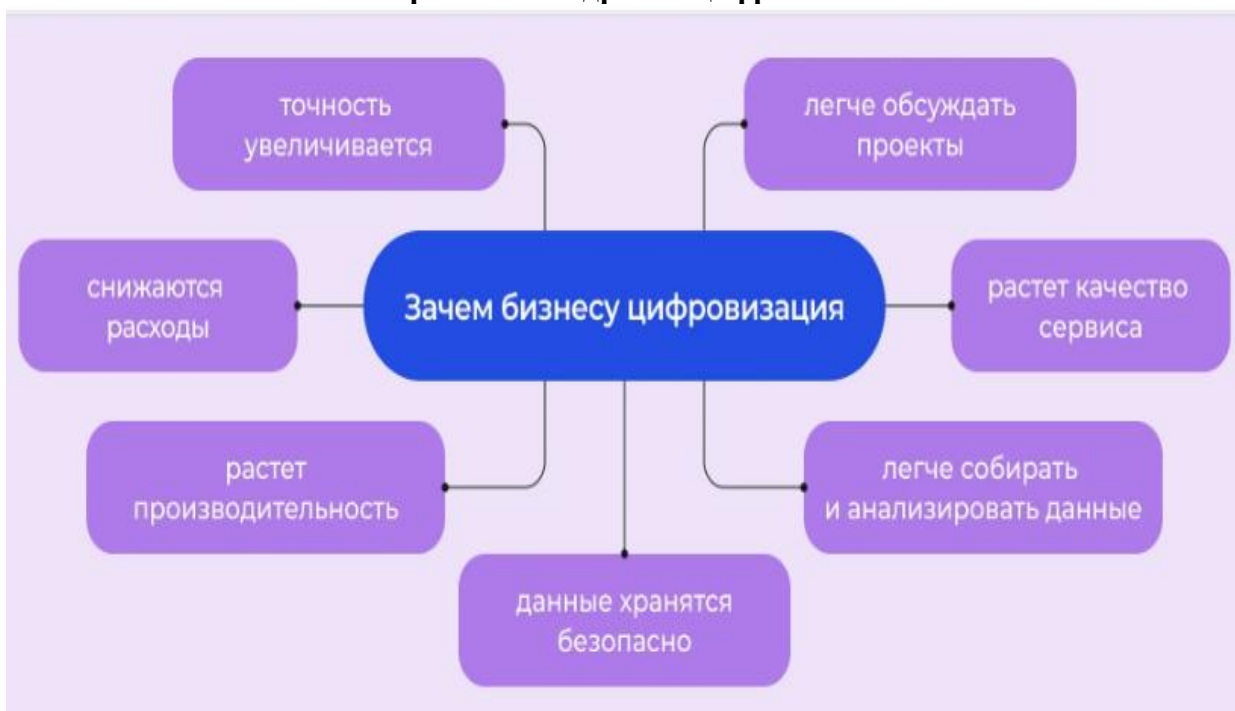 точность
увеличивается
легче обсуждать
проекты
снижаются
расходы
Зачем бизнесу цифровизация
растет качество
сервиса
растет
производительность
легче собирать
и анализировать данные
данные хранятся
безопасно